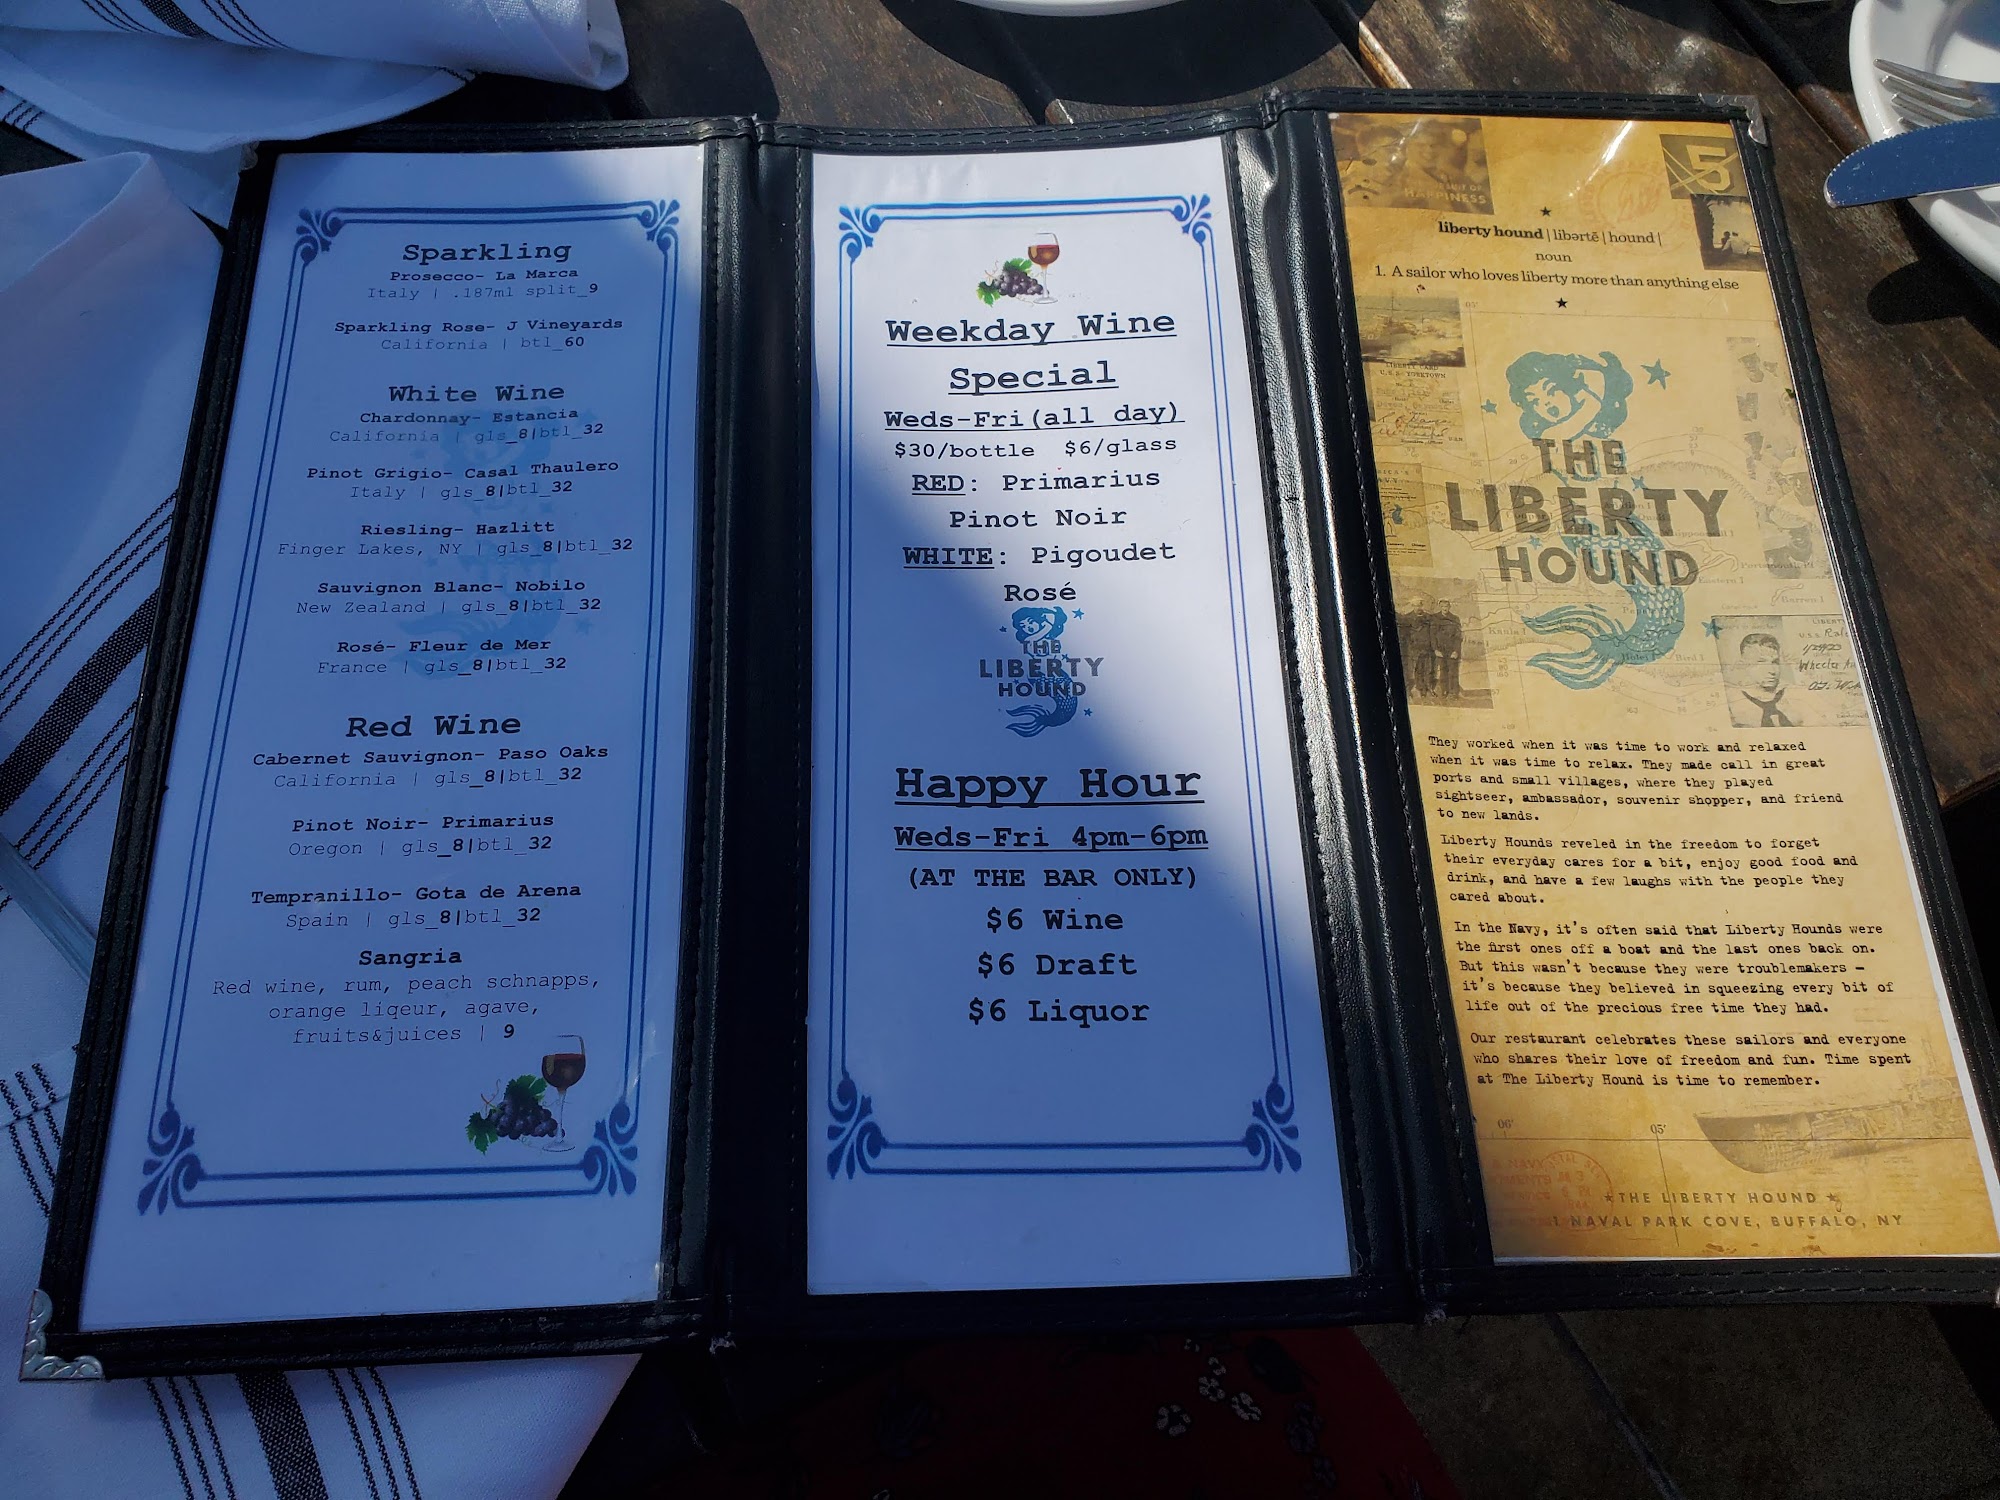 Sparkling
Prosecco- La Marca
Italy | .187ml split_9
Sparkling Rose- J Vineyards
California | btl_60
White Wine
Chardonnay- Estancia
California | gls_8|btl_32
Pinot Grigio- Casal Thaulero
Italy | gls_8|btl_32
Riesling- Hazlitt
Finger Lakes, NY | gls_8|btl_32
Sauvignon Blanc- Nobilo
New Zealand | gls_8|btl_32
Rosé- Fleur de Mer
France | gls_8|btl_32
Red Wine
Cabernet Sauvignon- Paso Oaks
California | gls_8|btl_32
Pinot Noir- Primarius
Oregon | gls_8|btl_32
Tempranillo- Gota de Arena
Spain | gls_8|btl_32
Sangria
Red wine, rum, peach schnapps,
orange liqeur, agave,
fruits&juices | 9
Weekday Wine
Special
Weds-Fri(all day)
$30/bottle $6/glass
RED: Primarius
Pinot Noir
WHITE: Pigoudet
Rosé
THE
LIBERTY
HOUND
Happy Hour
Weds-Fri 4pm-6pm
(AT THE BAR ONLY)
$6 Wine
$6 Draft
$6 Liquor
HAPPINESS
5
liberty hound | libərtē | hound |
noun
1. A sailor who loves liberty more than anything else
LIBERTY CARD
U.S.S. YORKTOWN
THE
LIBERTY
HOUND
They worked when it was time to work and relaxed
when it was time to relax. They made call in great
ports and small villages, where they played
sightseer, ambassador, souvenir shopper, and friend
to new lands.
Liberty Hounds reveled in the freedom to forget
their everyday cares for a bit, enjoy good food and
drink, and have a few laughs with the people they
cared about.
In the Navy, it's often said that Liberty Hounds were
the first ones off a boat and the last ones back on.
But this wasn't because they were troublemakers —
it's because they believed in squeezing every bit of
life out of the precious free time they had.
Our restaurant celebrates these sailors and everyone
who shares their love of freedom and fun. Time spent
at The Liberty Hound is time to remember.
06' 05'
THE LIBERTY HOUND
1 NAVAL PARK COVE, BUFFALO, NY